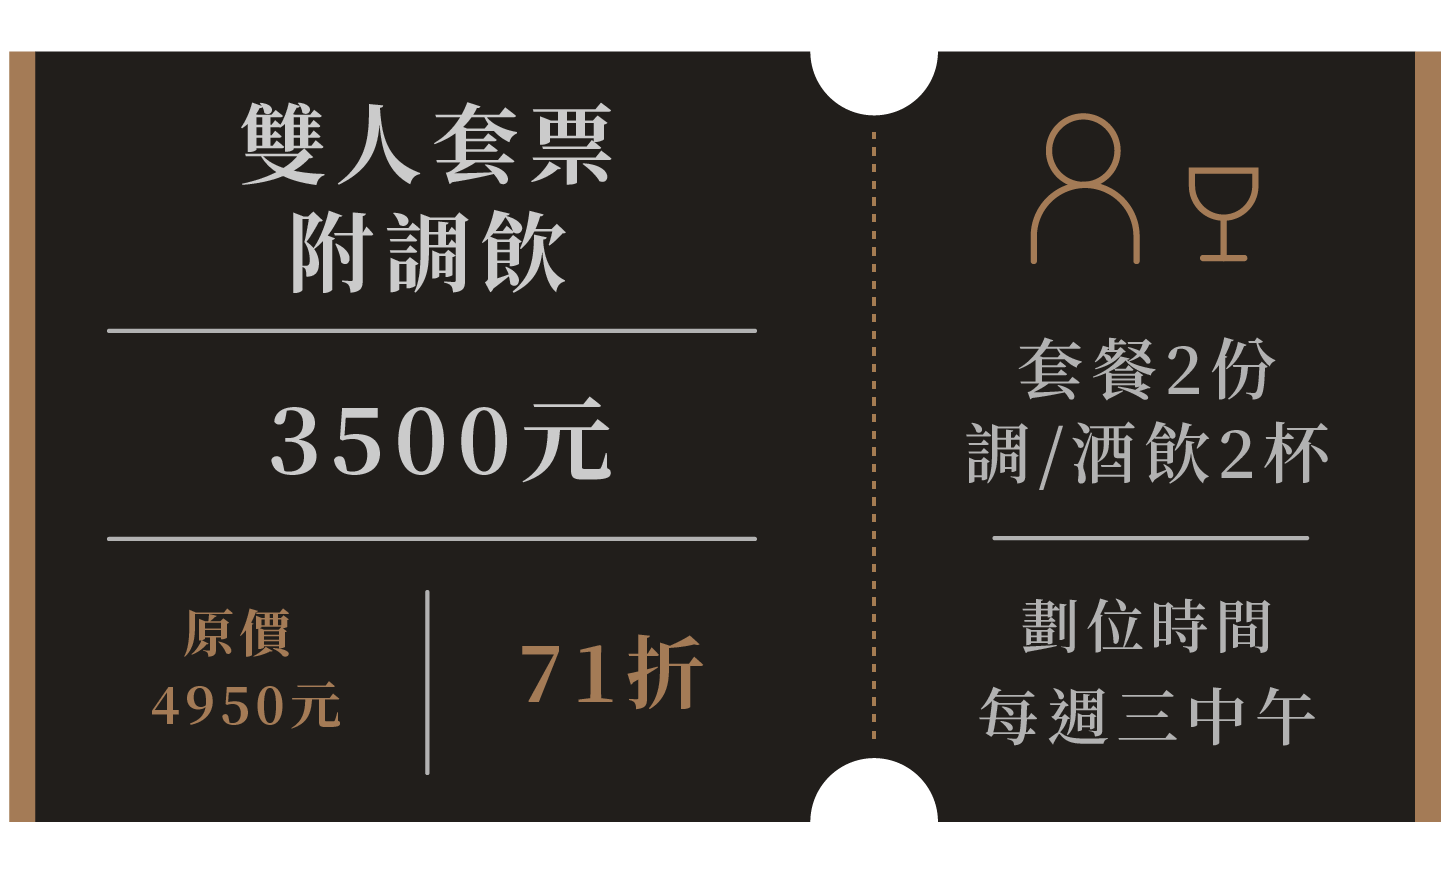 雙人套票
附調飲
3500元
原價
4950元
71折
套餐2份
調/酒飲2杯
劃位時間
每週三中午